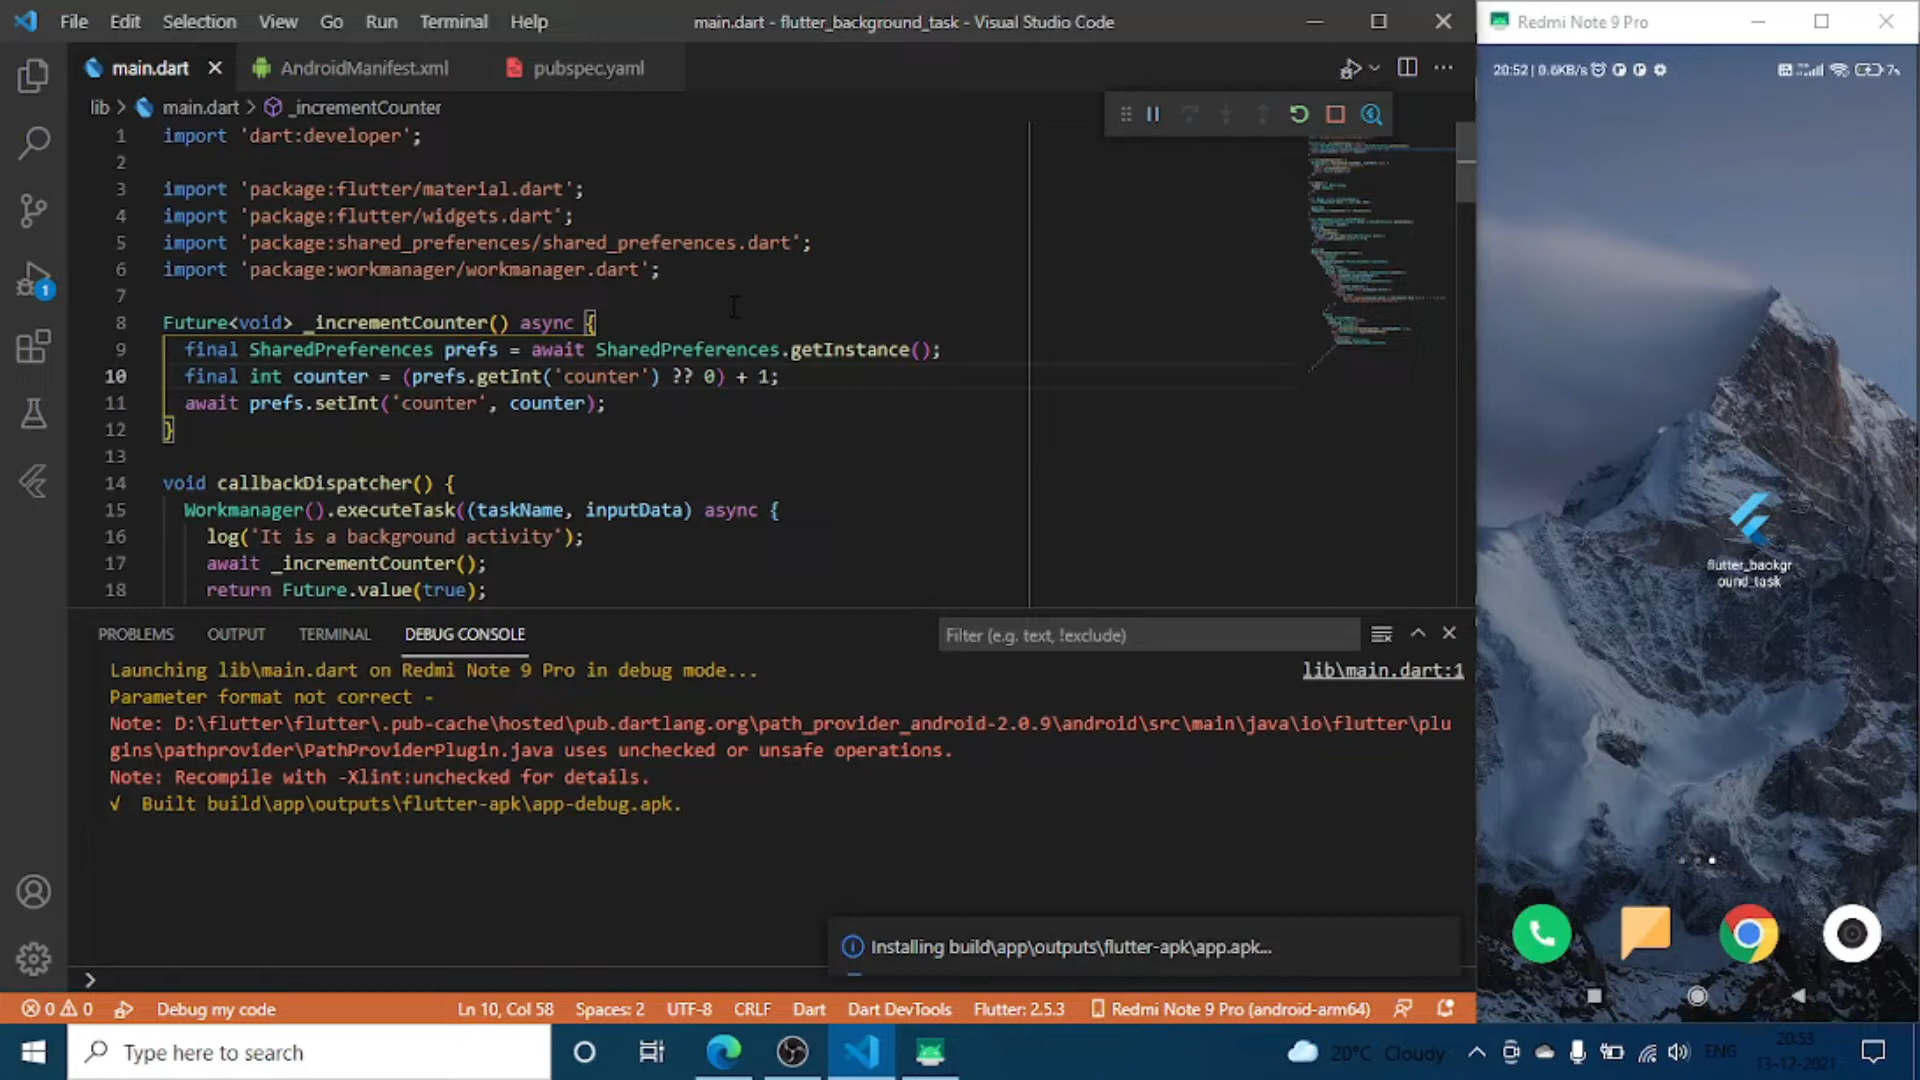 File Edit Selection View Go Run Terminal Help
main.dart - flutter_background_task - Visual Studio Code
main.dart AndroidManifest.xml pubspec.yaml
lib > main.dart > _incrementCounter
1 import 'dart:developer';
2
3 import 'package:flutter/material.dart';
4 import 'package:flutter/widgets.dart';
5 import 'package:shared_preferences/shared_preferences.dart';
6 import 'package:workmanager/workmanager.dart';
7
8 Future<void> _incrementCounter() async {
9 final SharedPreferences prefs = await SharedPreferences.getInstance();
10 final int counter = (prefs.getInt('counter') ?? 0) + 1;
11 await prefs.setInt('counter', counter);
12 }
13
14 void callbackDispatcher() {
15 Workmanager().executeTask((taskName, inputData) async {
16 log('It is a background activity');
17 await _incrementCounter();
18 return Future.value(true);
1
PROBLEMS OUTPUT TERMINAL DEBUG CONSOLE
Filter (e.g. text, !exclude)
Launching lib\main.dart on Redmi Note 9 Pro in debug mode...
lib\main.dart:1
Parameter format not correct -
Note: D:\flutter\flutter\.pub-cache\hosted\pub.dartlang.org\path_provider_android-2.0.9\android\src\main\java\io\flutter\plu
gins\pathprovider\PathProviderPlugin.java uses unchecked or unsafe operations.
Note: Recompile with -Xlint:unchecked for details.
√ Built build\app\outputs\flutter-apk\app-debug.apk.
Installing build\app\outputs\flutter-apk\app.apk...
0 0 Debug my code Ln 10, Col 58 Spaces: 2 UTF-8 CRLF Dart Dart DevTools Flutter: 2.5.3 Redmi Note 9 Pro (android-arm64)
Redmi Note 9 Pro
20:52 | 0.6KB/s
7%
flutter_backgr
ound_task
Type here to search
20°C Cloudy
ENG
20:53
13-12-2021